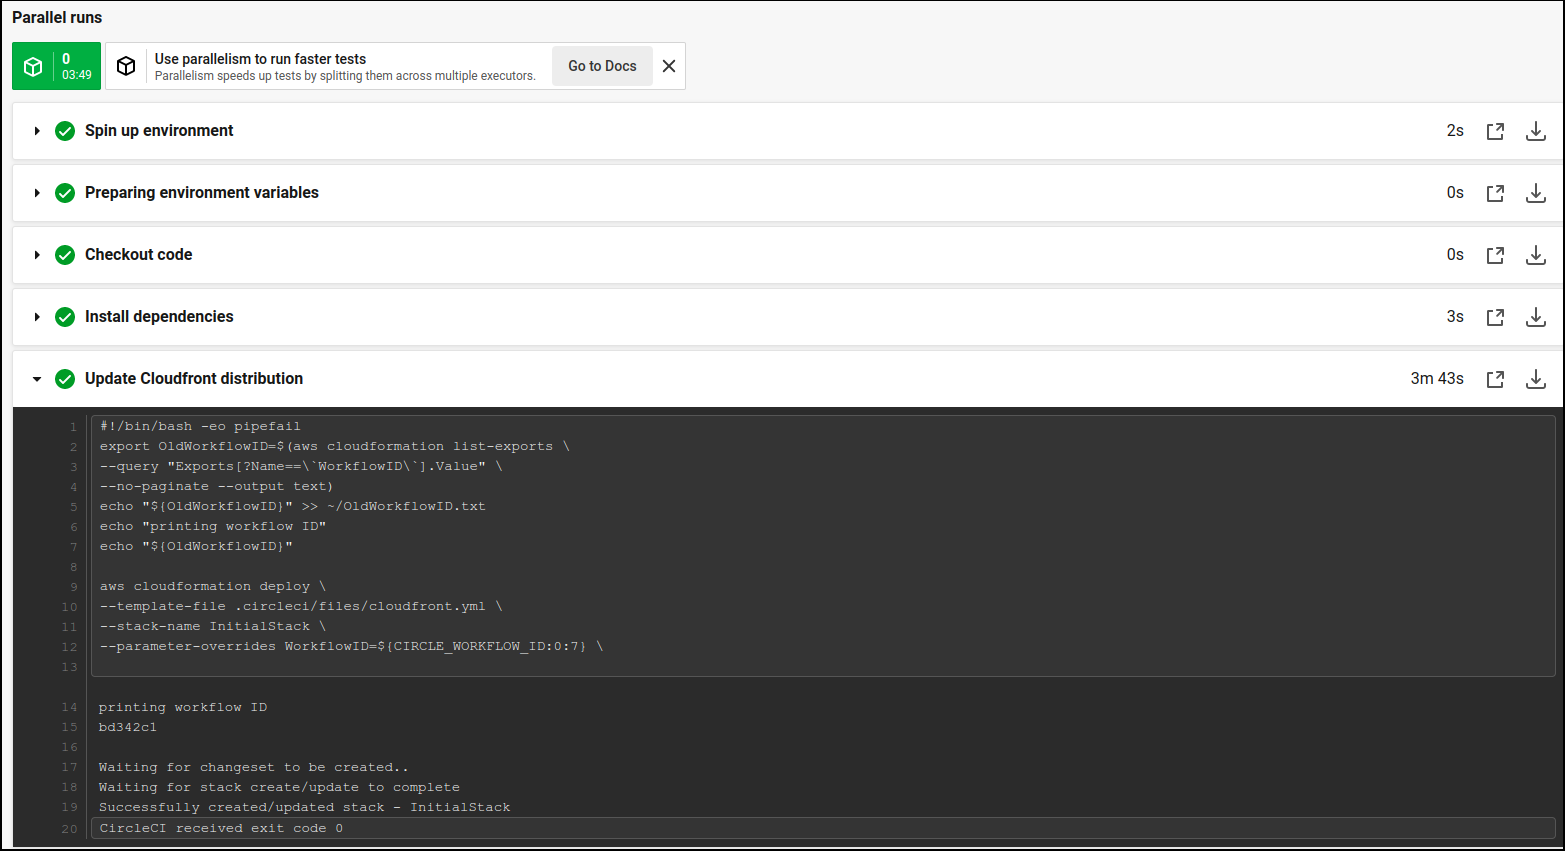 Parallel runs
0
03:49
Use parallelism to run faster tests
Parallelism speeds up tests by splitting them across multiple executors.
Go to Docs
Spin up environment 2s
Preparing environment variables 0s
Checkout code 0s
Install dependencies 3s
Update Cloudfront distribution 3m 43s
1 #!/bin/bash -eo pipefail
2 export OldWorkflowID=$(aws cloudformation list-exports \
3 --query "Exports[?Name==\`WorkflowID\`].Value" \
4 --no-paginate --output text)
5 echo "${OldWorkflowID}" >> ~/OldWorkflowID.txt
6 echo "printing workflow ID"
7 echo "${OldWorkflowID}"
8
9 aws cloudformation deploy \
10 --template-file .circleci/files/cloudfront.yml \
11 --stack-name InitialStack \
12 --parameter-overrides WorkflowID=${CIRCLE_WORKFLOW_ID:0:7} \
13
14 printing workflow ID
15 bd342c1
16
17 Waiting for changeset to be created..
18 Waiting for stack create/update to complete
19 Successfully created/updated stack - InitialStack
20 CircleCI received exit code 0